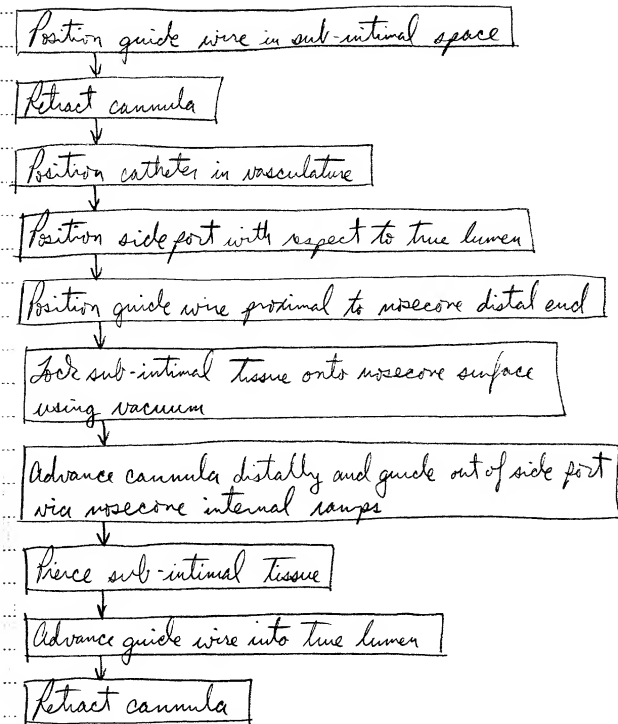 Position guide wire in sub-intimal space
Retract cannula
Position catheter in vasculature
Position side port with respect to true lumen
Position guide wire proximal to nosecone distal end
Lock sub-intimal tissue onto nosecone surface
using vacuum
Advance cannula distally and guide out of side port
via nosecone internal ramps
Pierce sub-intimal tissue
Advance guide wire into true lumen
Retract cannula